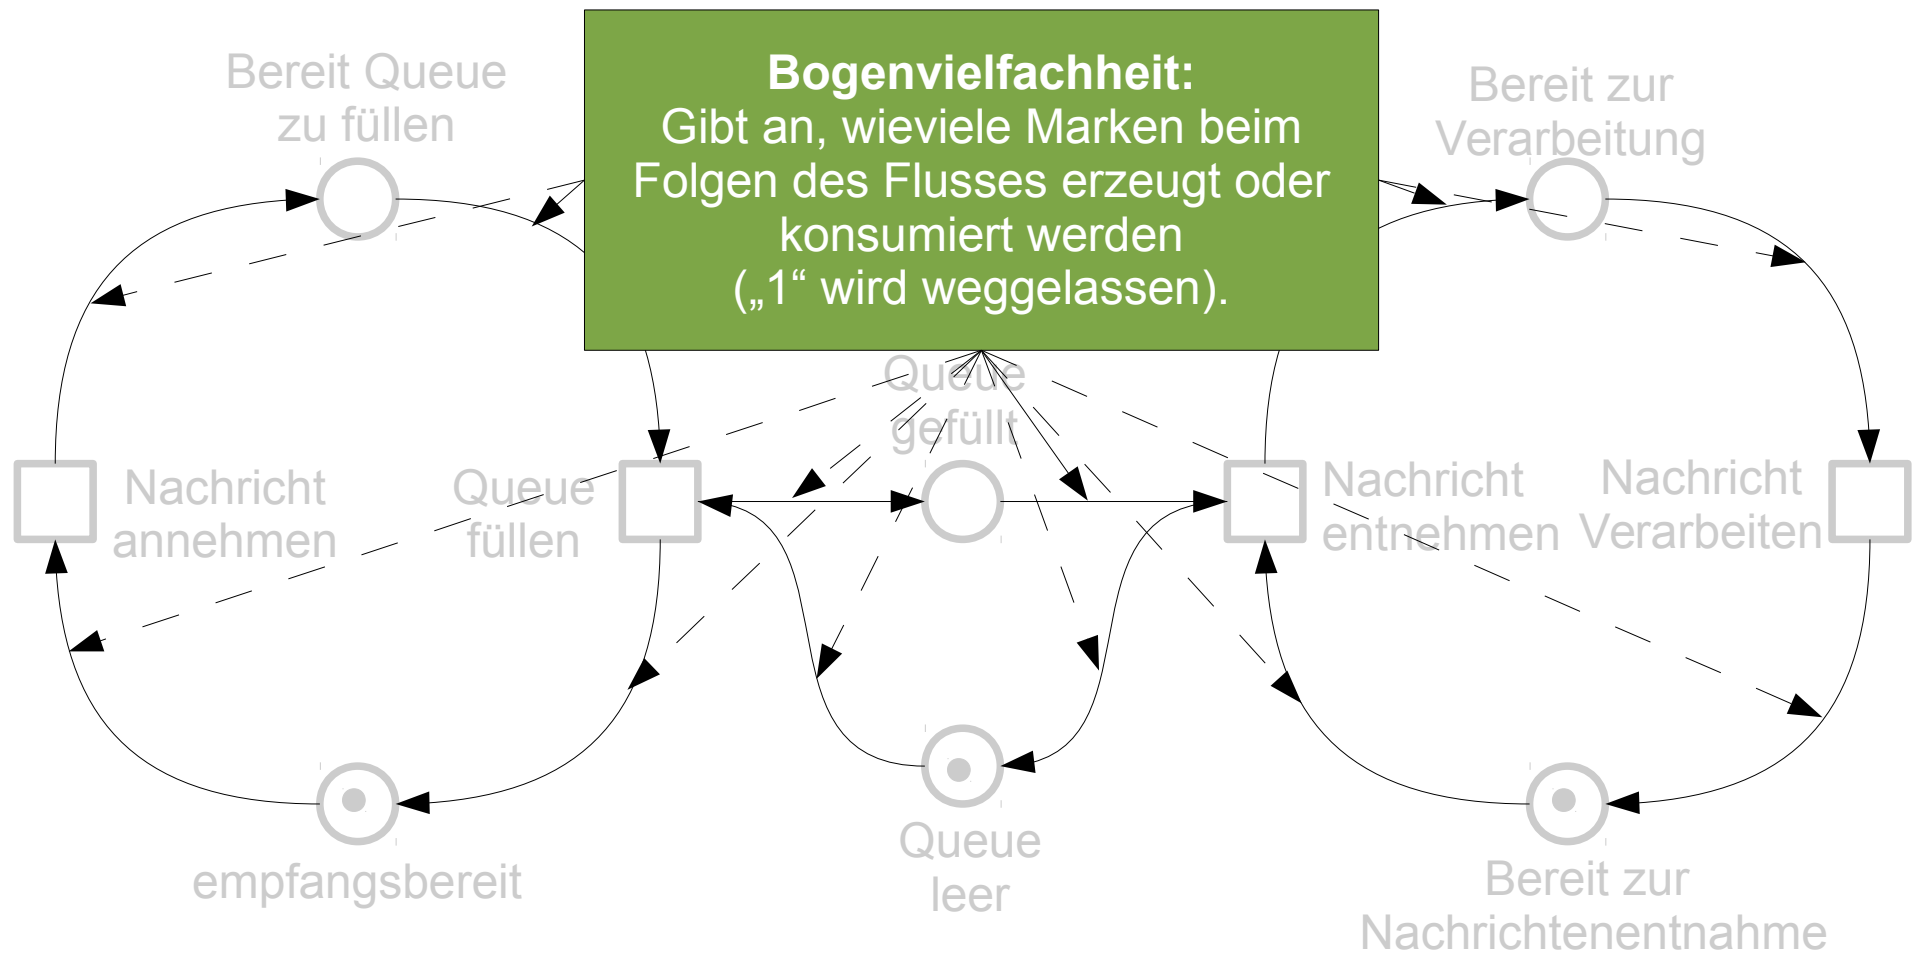 Bereit Queue
zu füllen
Bogenvielfachheit:
Gibt an, wieviele Marken beim
Folgen des Flusses erzeugt oder
konsumiert werden
(„1“ wird weggelassen).
Bereit zur
Verarbeitung
Queue
gefüllt
Nachricht
annehmen
Queue
füllen
Nachricht
entnehmen
Nachricht
Verarbeiten
empfangsbereit
Queue
leer
Bereit zur
Nachrichtenentnahme